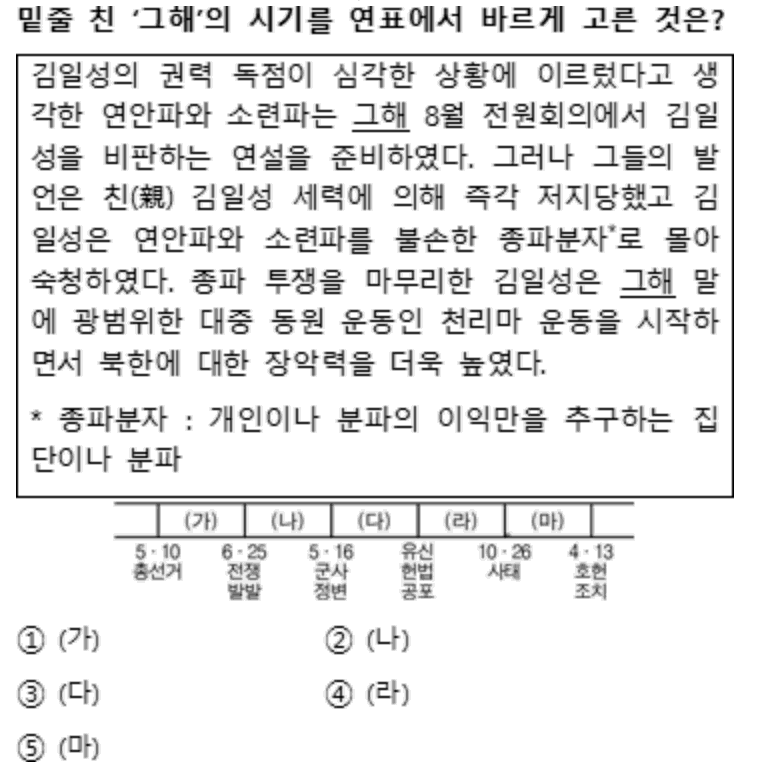 밑줄 친 ‘그해’의 시기를 연표에서 바르게 고른 것은?
김일성의 권력 독점이 심각한 상황에 이르렀다고 생
각한 연안파와 소련파는 그해 8월 전원회의에서 김일
성을 비판하는 연설을 준비하였다. 그러나 그들의 발
언은 친(親) 김일성 세력에 의해 즉각 저지당했고 김
일성은 연안파와 소련파를 불손한 종파분자*로 몰아
숙청하였다. 종파 투쟁을 마무리한 김일성은 그해 말
에 광범위한 대중 동원 운동인 천리마 운동을 시작하
면서 북한에 대한 장악력을 더욱 높였다.
* 종파분자 : 개인이나 분파의 이익만을 추구하는 집
단이나 분파
(가) (나) (다) (라) (마)
5·10 6·25 5·16 유신 10·26 4·13
총선거 전쟁 군사 헌법 사태 호헌
발발 정변 공포 조치
① (가) ② (나)
③ (다) ④ (라)
⑤ (마)